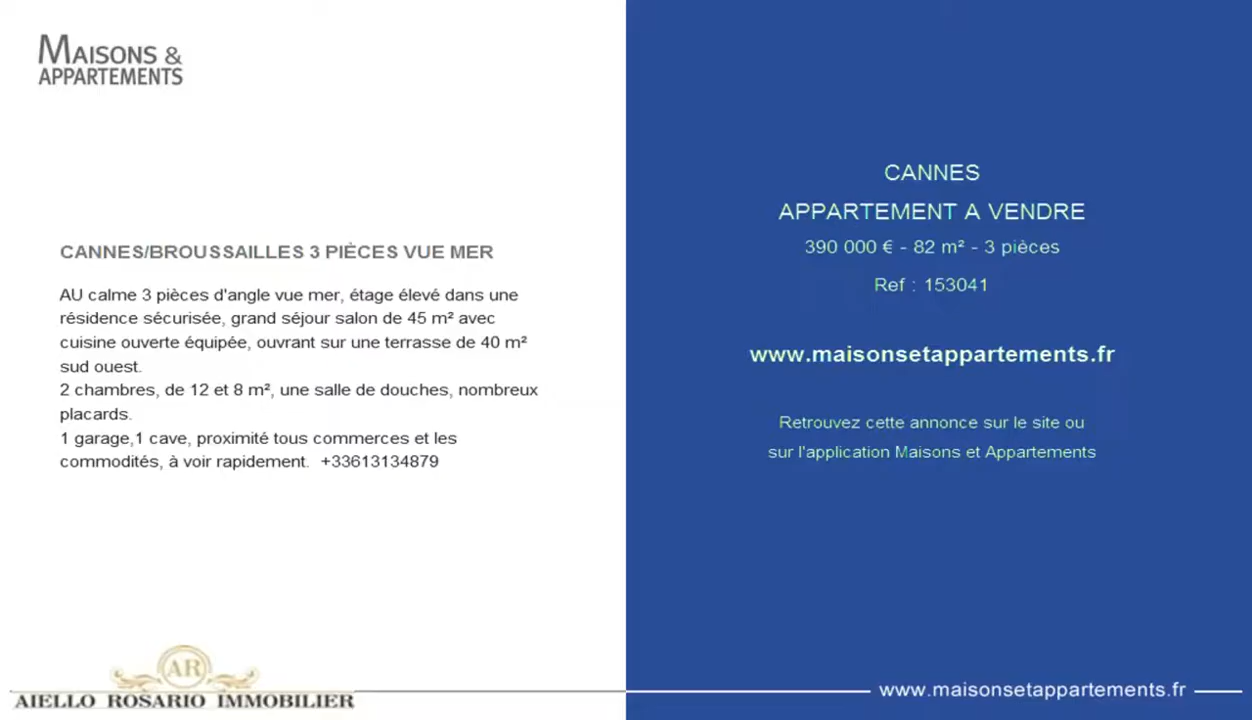 MAISONS &
APPARTEMENTS
CANNES/BROUSSAILLES 3 PIÈCES VUE MER
AU calme 3 pièces d'angle vue mer, étage élevé dans une
résidence sécurisée, grand séjour salon de 45 m² avec
cuisine ouverte équipée, ouvrant sur une terrasse de 40 m²
sud ouest.
2 chambres, de 12 et 8 m², une salle de douches, nombreux
placards.
1 garage,1 cave, proximité tous commerces et les
commodités, à voir rapidement.  +33613134879
AR
AIELLO ROSARIO IMMOBILIER
CANNES
APPARTEMENT A VENDRE
390 000 € - 82 m² - 3 pièces
Ref : 153041
www.maisonsetappartements.fr
Retrouvez cette annonce sur le site ou
sur l'application Maisons et Appartements
www.maisonsetappartements.fr